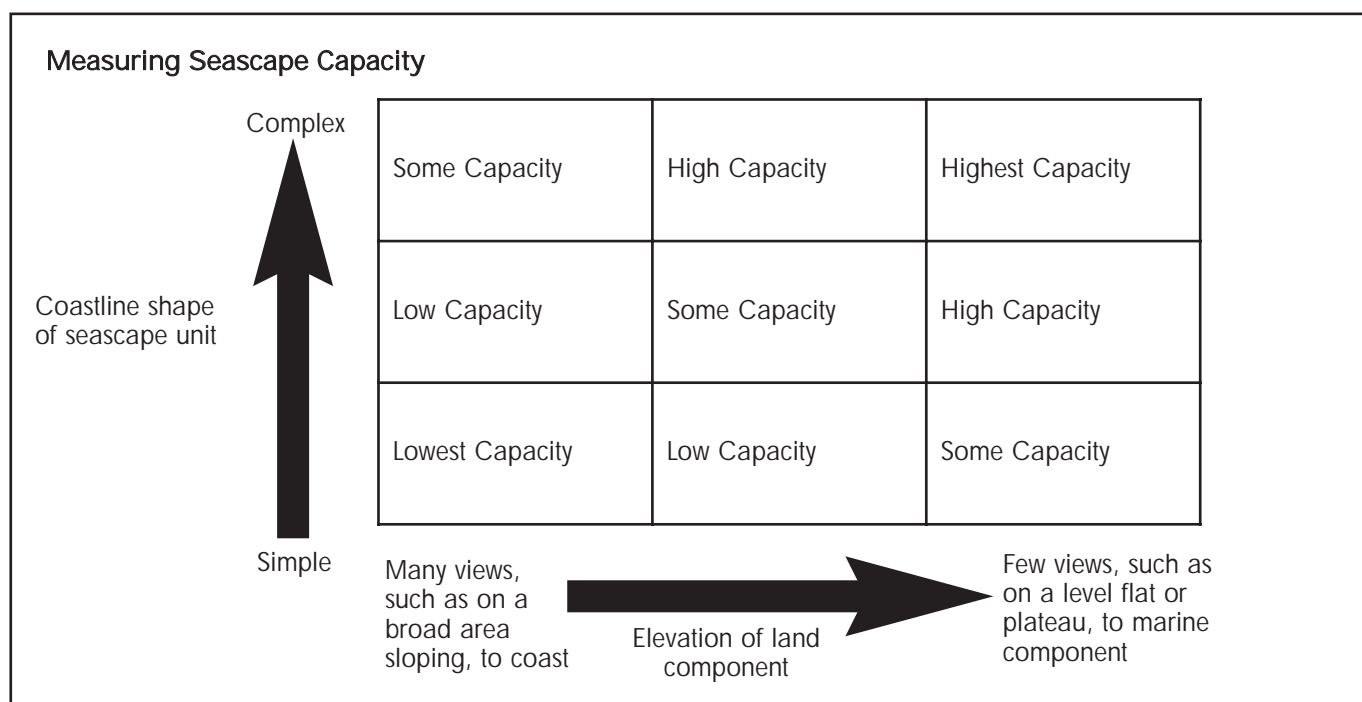 Measuring Seascape Capacity
Complex
Some Capacity
High Capacity
Highest Capacity
Coastline shape
of seascape unit
Low Capacity
Some Capacity
High Capacity
Lowest Capacity
Low Capacity
Some Capacity
Simple
Many views,
such as on a
broad area
sloping, to coast
Elevation of land
component
Few views, such as
on a level flat or
plateau, to marine
component